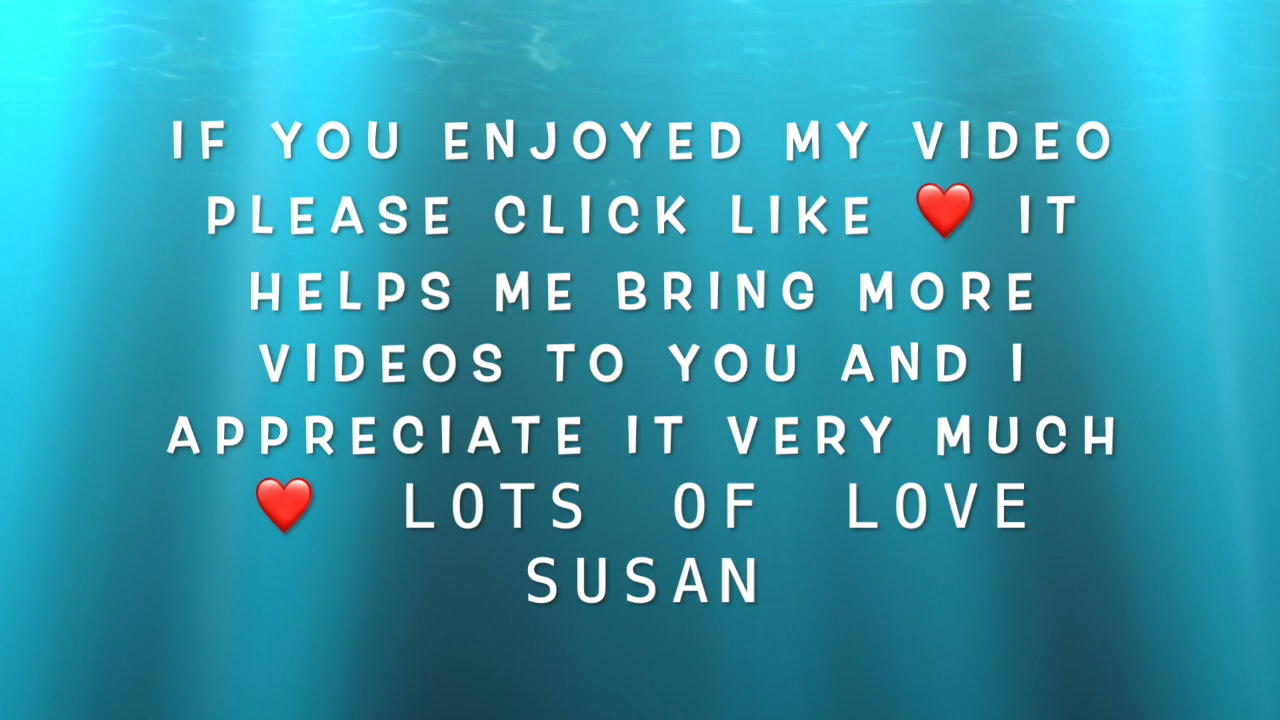 IF YOU ENJOYED MY VIDEO
PLEASE CLICK LIKE ❤️ IT
HELPS ME BRING MORE
VIDEOS TO YOU AND I
APPRECIATE IT VERY MUCH
❤️ LOTS OF LOVE
SUSAN